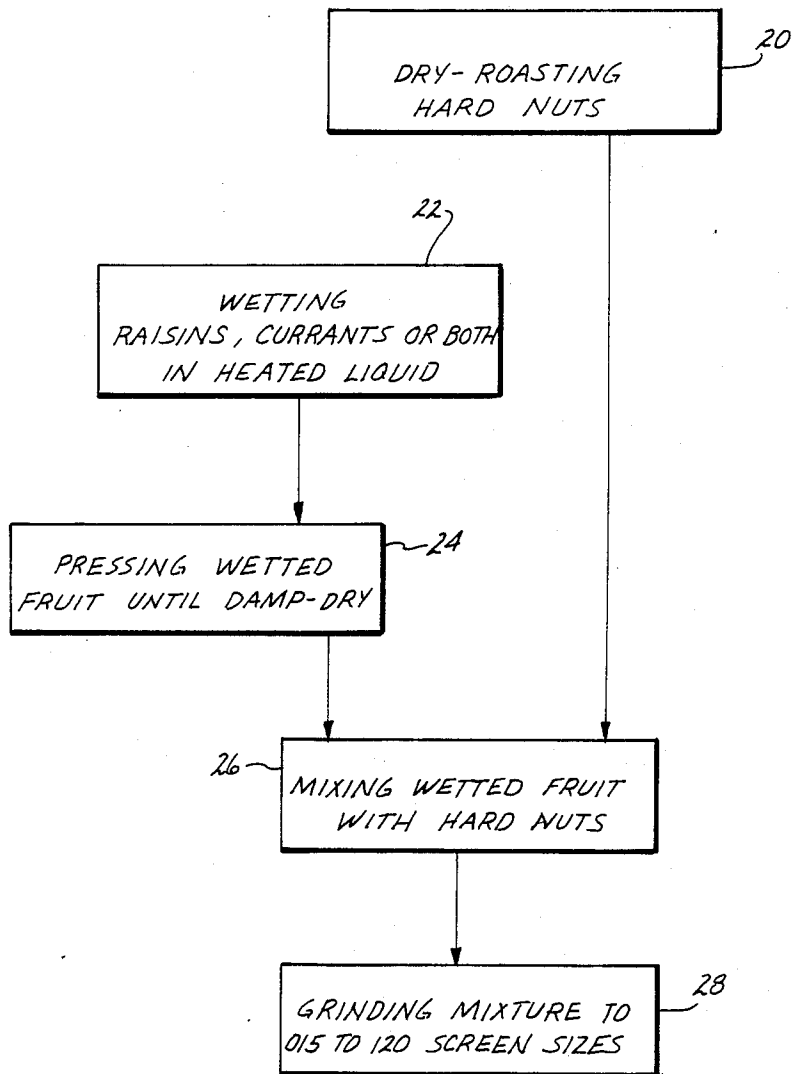 20
DRY-ROASTING
HARD NUTS
22
WETTING
RAISINS, CURRANTS OR BOTH
IN HEATED LIQUID
24
PRESSING WETTED
FRUIT UNTIL DAMP-DRY
26
MIXING WETTED FRUIT
WITH HARD NUTS
28
GRINDING MIXTURE TO
015 TO 120 SCREEN SIZES